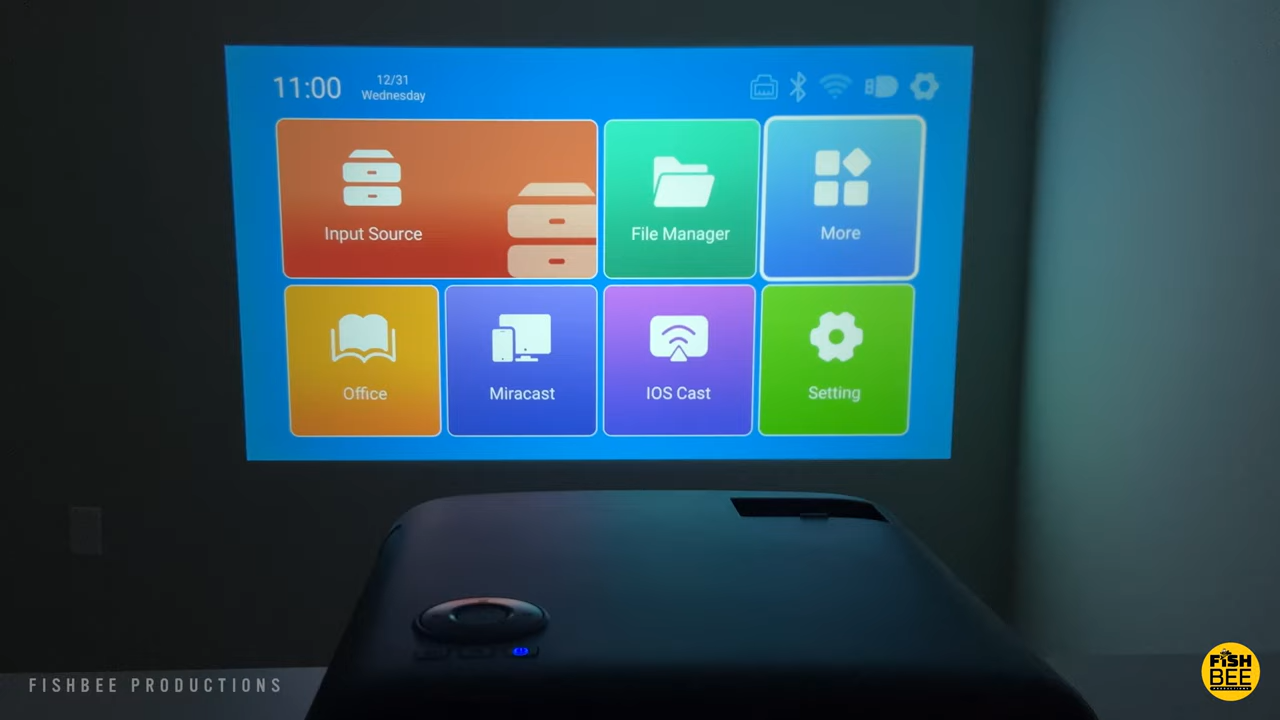 11:00
12/31
Wednesday
Input Source
File Manager
More
Office
Miracast
IOS Cast
Setting
FISHBEE PRODUCTIONS
FISH
BEE